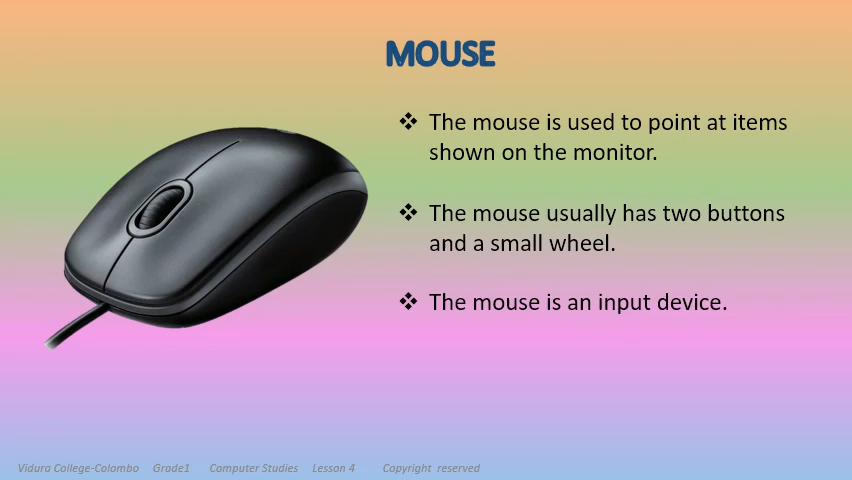 MOUSE
❖ The mouse is used to point at items
shown on the monitor.
❖ The mouse usually has two buttons
and a small wheel.
❖ The mouse is an input device.
Vidura College-Colombo Grade1 Computer Studies Lesson 4 Copyright reserved